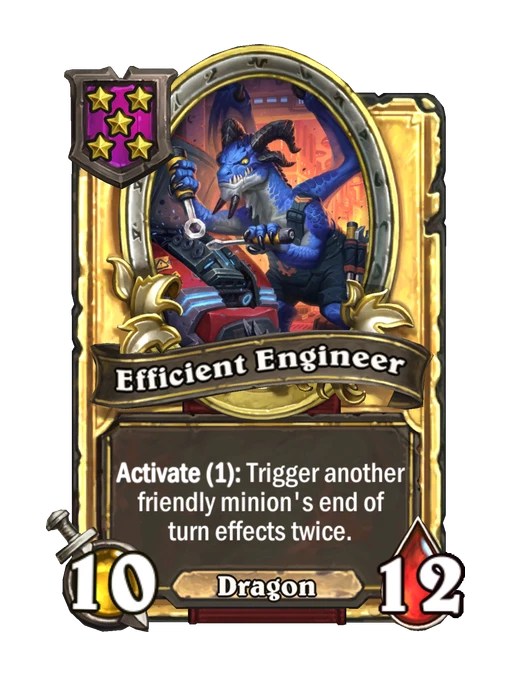 Efficient Engineer
Activate (1): Trigger another
friendly minion's end of
turn effects twice.
10
Dragon
12